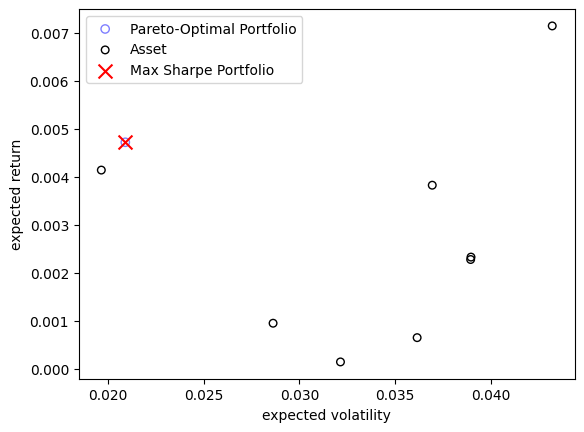 Pareto-Optimal Portfolio
Asset
Max Sharpe Portfolio
0.007
0.006
0.005
0.004
0.003
0.002
0.001
0.000
expected return
0.020 0.025 0.030 0.035 0.040
expected volatility